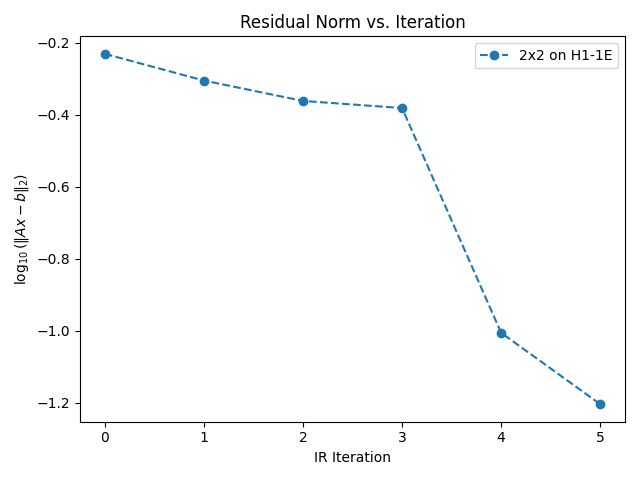 Residual Norm vs. Iteration
2x2 on H1-1E
log₁₀(‖Ax − b‖₂)
−0.2
−0.4
−0.6
−0.8
−1.0
−1.2
0 1 2 3 4 5
IR Iteration